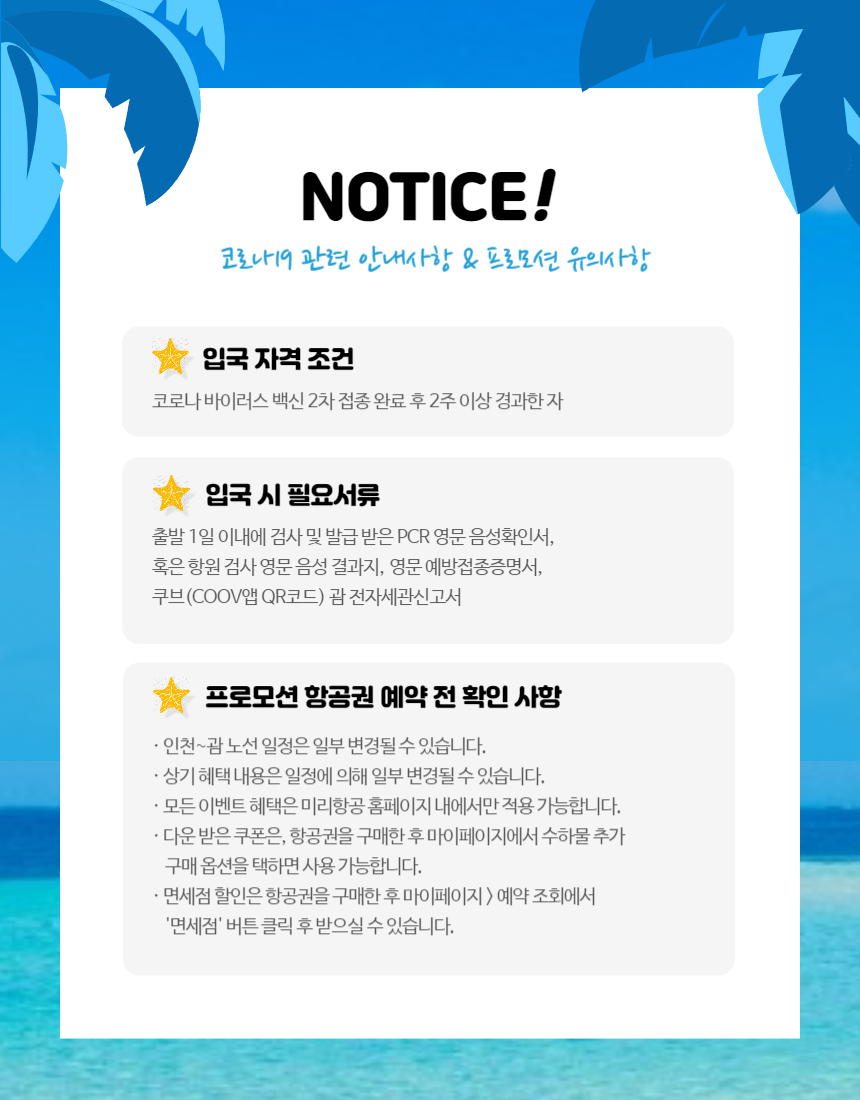 NOTICE!
코로나19 관련 안내사항 & 프로모션 유의사항
입국 자격 조건
코로나 바이러스 백신 2차 접종 완료 후 2주 이상 경과한 자
입국 시 필요서류
출발 1일 이내에 검사 및 발급 받은 PCR 영문 음성확인서,
혹은 항원 검사 영문 음성 결과지, 영문 예방접종증명서,
쿠브(COOV앱 QR코드) 괌 전자세관신고서
프로모션 항공권 예약 전 확인 사항
· 인천~괌 노선 일정은 일부 변경될 수 있습니다.
· 상기 혜택 내용은 일정에 의해 일부 변경될 수 있습니다.
· 모든 이벤트 혜택은 미리항공 홈페이지 내에서만 적용 가능합니다.
· 다운 받은 쿠폰은, 항공권을 구매한 후 마이페이지에서 수하물 추가
구매 옵션을 택하면 사용 가능합니다.
· 면세점 할인은 항공권을 구매한 후 마이페이지 > 예약 조회에서
'면세점' 버튼 클릭 후 받으실 수 있습니다.